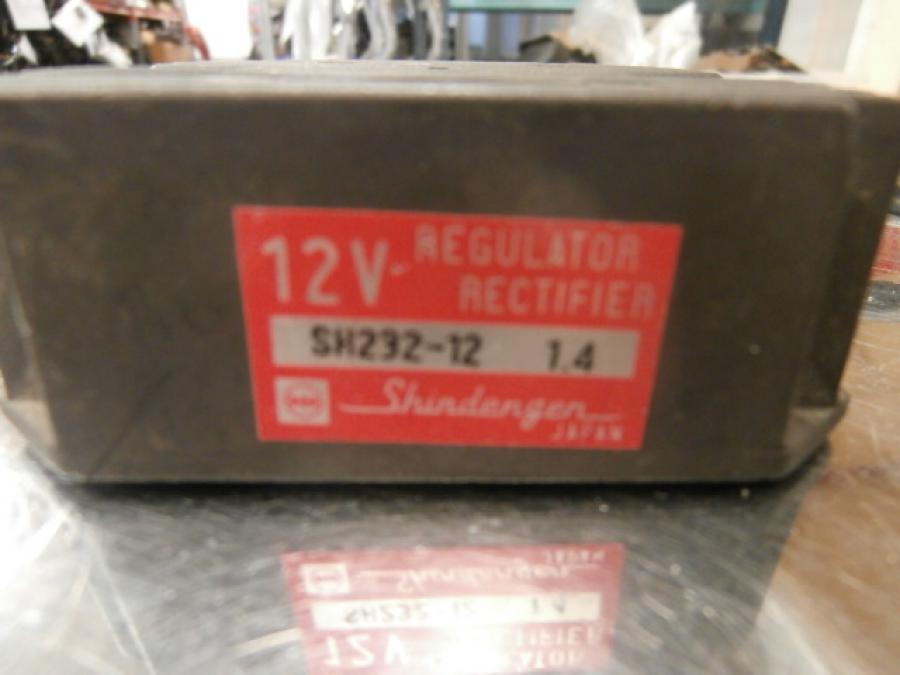 12V REGULATOR
RECTIFIER
SH232-12 1.4
Shindengen
JAPAN